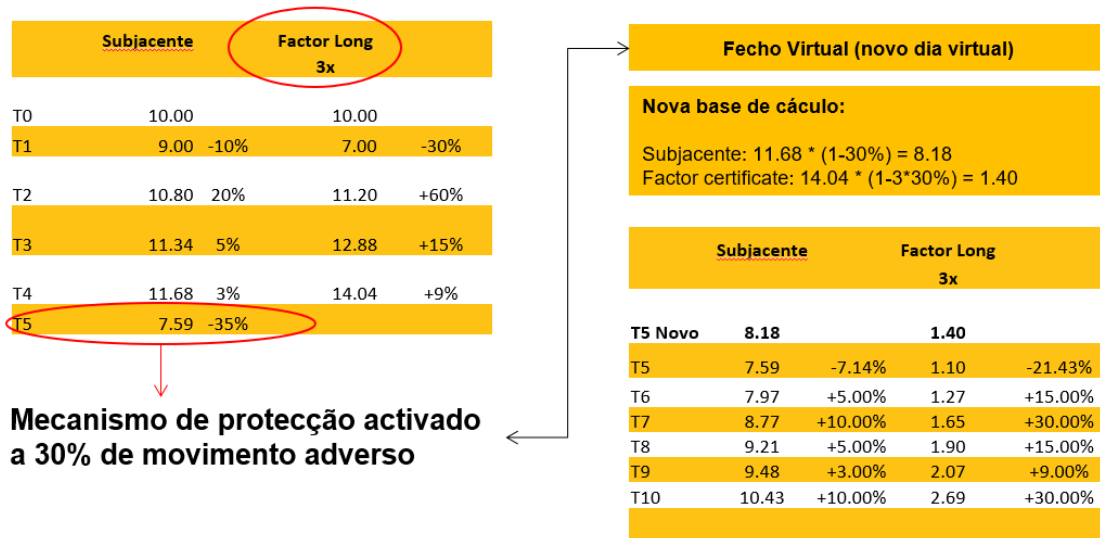 Subjacente Factor Long
3x
T0 10.00 10.00
T1 9.00 -10% 7.00 -30%
T2 10.80 20% 11.20 +60%
T3 11.34 5% 12.88 +15%
T4 11.68 3% 14.04 +9%
T5 7.59 -35%
Mecanismo de protecção activado
a 30% de movimento adverso
Fecho Virtual (novo dia virtual)
Nova base de cáculo:
Subjacente: 11.68 * (1-30%) = 8.18
Factor certificate: 14.04 * (1-3*30%) = 1.40
Subjacente Factor Long
3x
T5 Novo 8.18 1.40
T5 7.59 -7.14% 1.10 -21.43%
T6 7.97 +5.00% 1.27 +15.00%
T7 8.77 +10.00% 1.65 +30.00%
T8 9.21 +5.00% 1.90 +15.00%
T9 9.48 +3.00% 2.07 +9.00%
T10 10.43 +10.00% 2.69 +30.00%